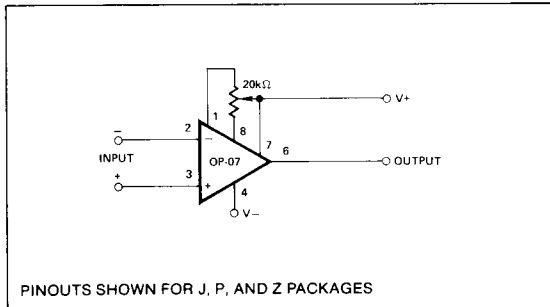 20kΩ
V+
1
8
2
−
7
6
INPUT
OP-07
OUTPUT
+
3
+
4
V−
PINOUTS SHOWN FOR J, P, AND Z PACKAGES